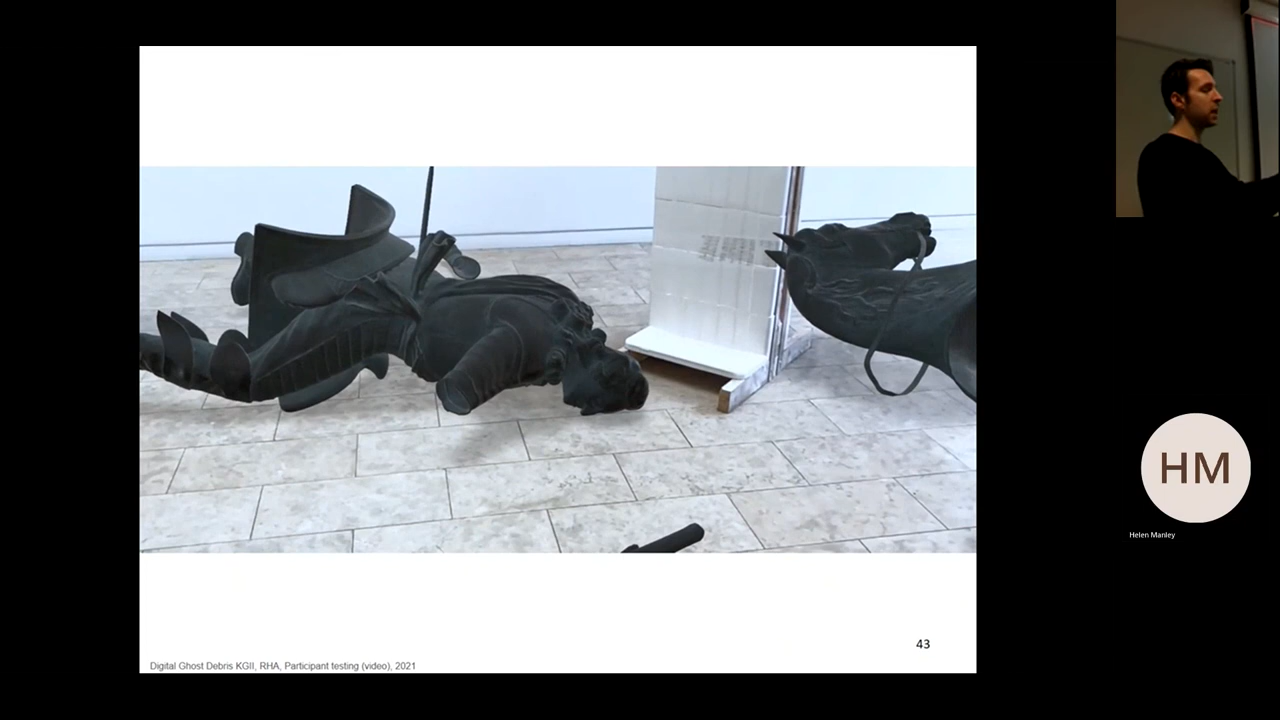 HM
Helen Manley
43
Digital Ghost Debris KGII, RHA, Participant testing (video), 2021